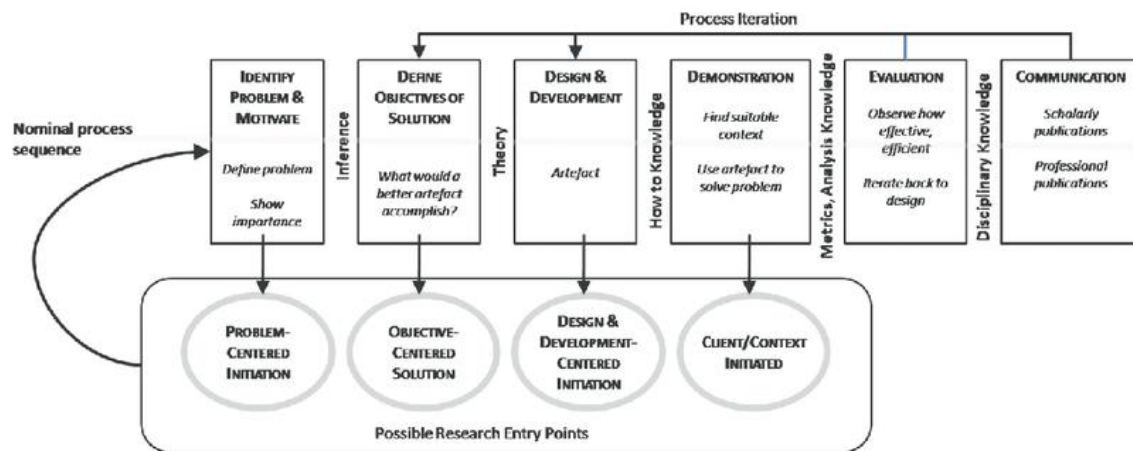 Process Iteration
IDENTIFY
PROBLEM &
MOTIVATE
Define problem
Show
importance
Inference
DEFINE
OBJECTIVES OF
SOLUTION
What would a
better artefact
accomplish?
Theory
DESIGN &
DEVELOPMENT
Artefact
How to Knowledge
DEMONSTRATION
Find suitable
context
Use artefact to
solve problem
Metrics, Analysis Knowledge
EVALUATION
Observe how
effective,
efficient
Iterate back to
design
Disciplinary Knowledge
COMMUNICATION
Scholarly
publications
Professional
publications
Nominal process
sequence
PROBLEM-
CENTERED
INITIATION
OBJECTIVE-
CENTERED
SOLUTION
DESIGN &
DEVELOPMENT-
CENTERED
INITIATION
CLIENT/CONTEXT
INITIATED
Possible Research Entry Points